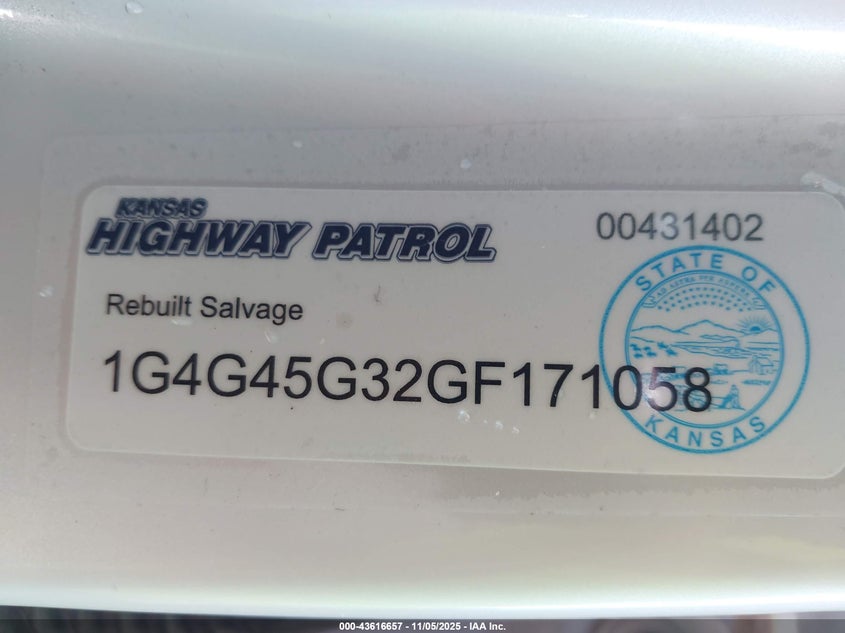 KANSAS
HIGHWAY PATROL
00431402
STATE OF
Rebuilt Salvage
1G4G45G32GF171058
KANSAS
000-43616657 - 11/05/2025 - IAA Inc.